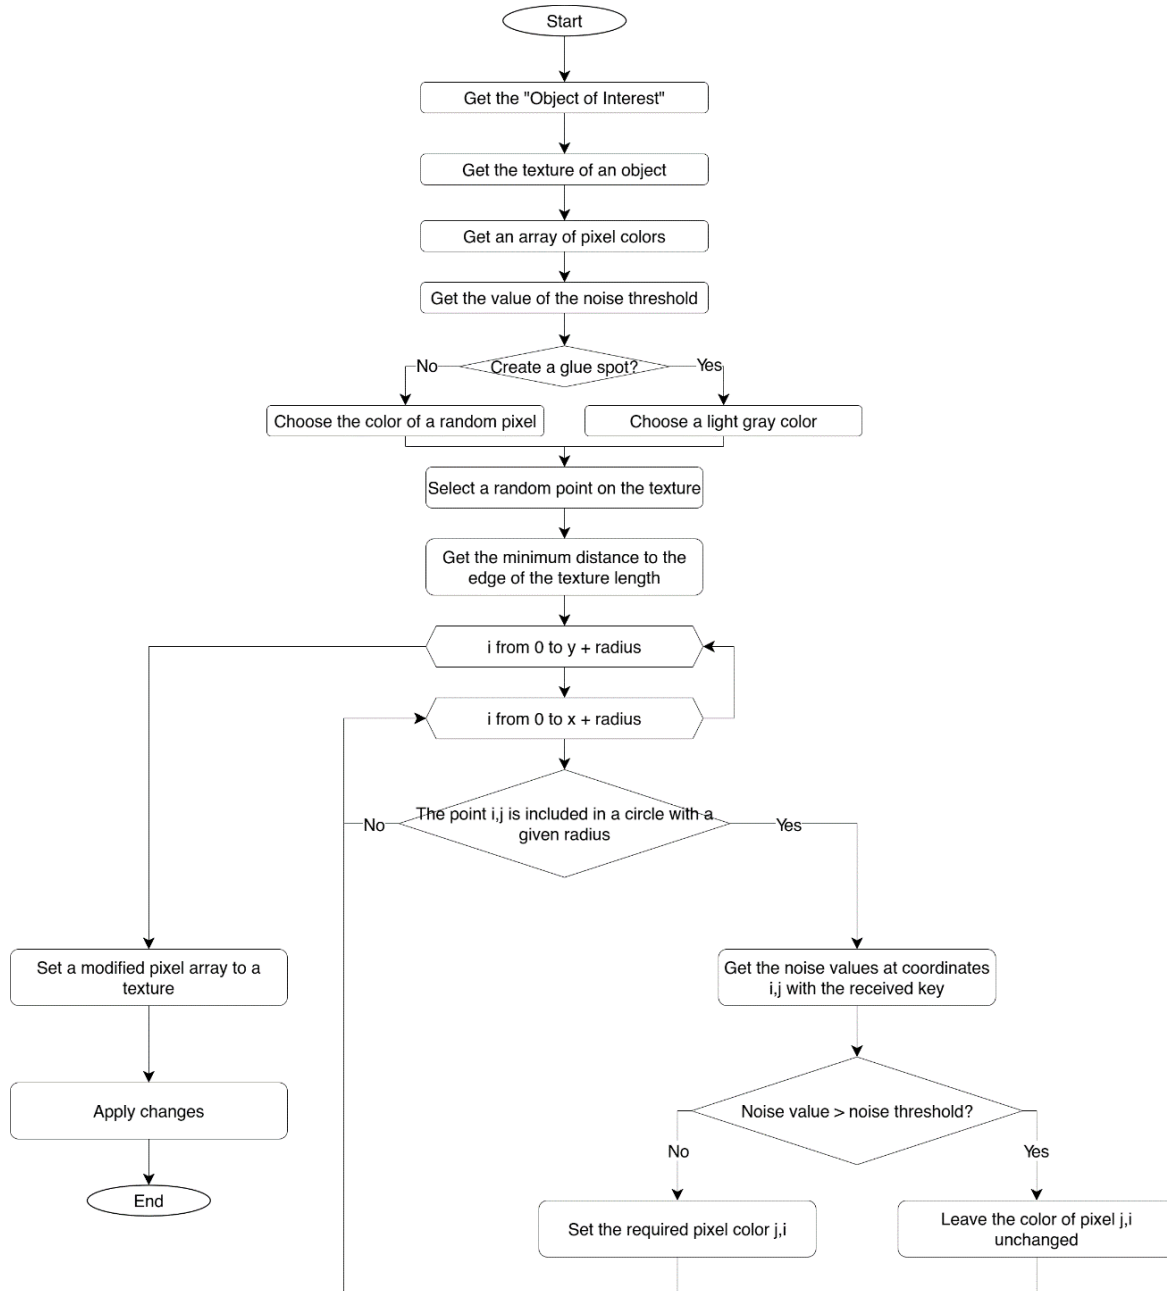 Start
Get the "Object of Interest"
Get the texture of an object
Get an array of pixel colors
Get the value of the noise threshold
No
Create a glue spot?
Yes
Choose the color of a random pixel
Choose a light gray color
Select a random point on the texture
Get the minimum distance to the
edge of the texture length
i from 0 to y + radius
i from 0 to x + radius
No
The point i,j is included in a circle with a
given radius
Yes
Set a modified pixel array to a
texture
Get the noise values at coordinates
i,j with the received key
Apply changes
Noise value > noise threshold?
No
Yes
End
Set the required pixel color j,i
Leave the color of pixel j,i
unchanged